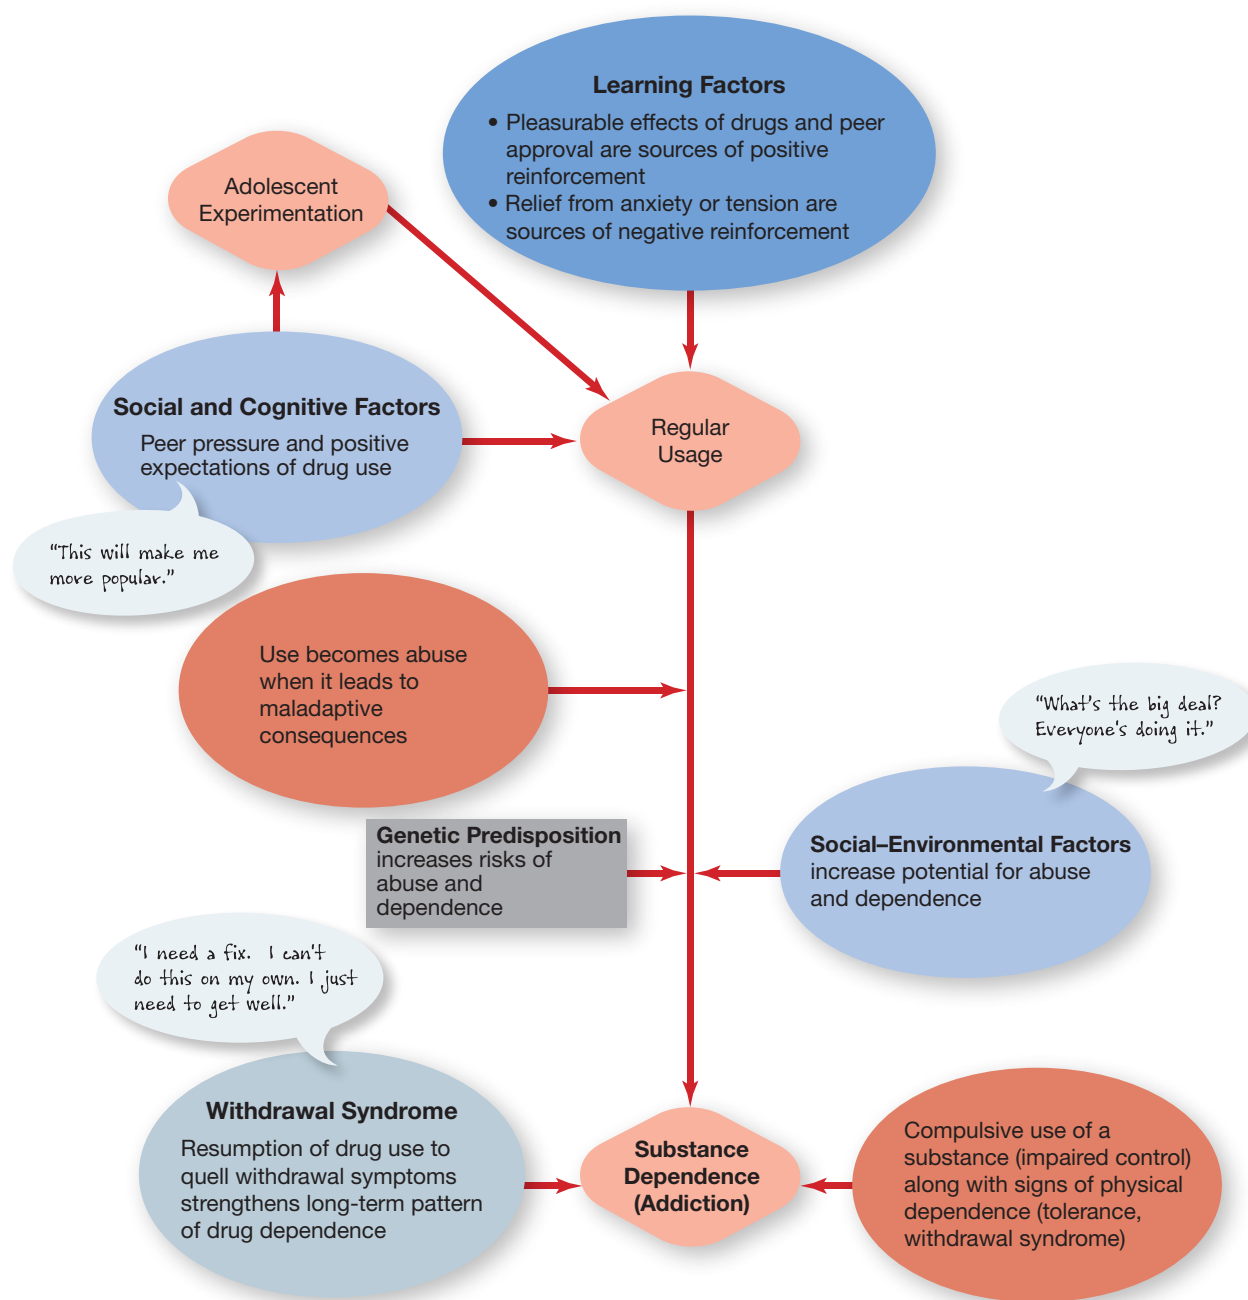 Learning Factors
• Pleasurable effects of drugs and peer
approval are sources of positive
reinforcement
• Relief from anxiety or tension are
sources of negative reinforcement
Adolescent
Experimentation
Social and Cognitive Factors
Peer pressure and positive
expectations of drug use
"This will make me
more popular."
Regular
Usage
Use becomes abuse
when it leads to
maladaptive
consequences
"What's the big deal?
Everyone's doing it."
Genetic Predisposition
increases risks of
abuse and
dependence
Social–Environmental Factors
increase potential for abuse
and dependence
"I need a fix. I can't
do this on my own. I just
need to get well."
Withdrawal Syndrome
Resumption of drug use to
quell withdrawal symptoms
strengthens long-term pattern
of drug dependence
Substance
Dependence
(Addiction)
Compulsive use of a
substance (impaired control)
along with signs of physical
dependence (tolerance,
withdrawal syndrome)